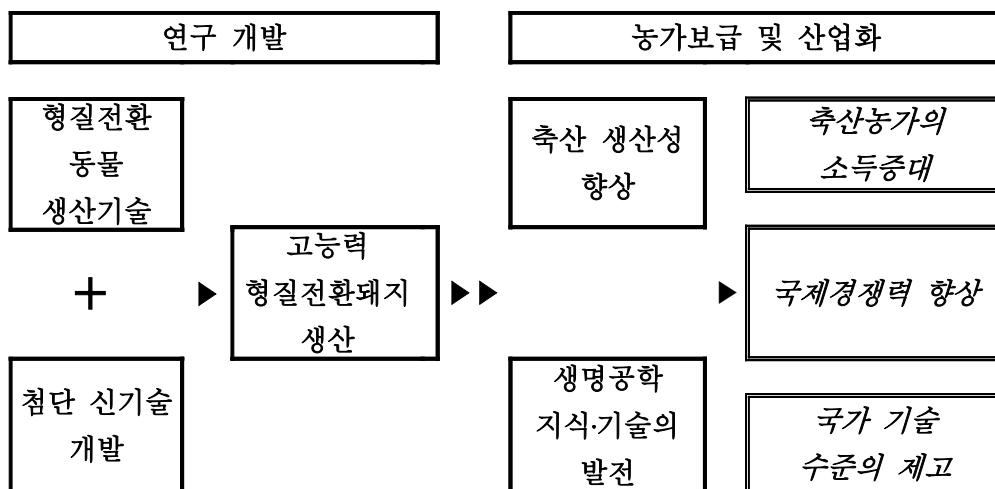 연구 개발
농가보급 및 산업화
형질전환
동물
생산기술
+
첨단 신기술
개발
▶
고능력
형질전환돼지
생산
▶▶
축산 생산성
향상
생명공학
지식·기술의
발전
▶
축산농가의
소득증대
국제경쟁력 향상
국가 기술
수준의 제고